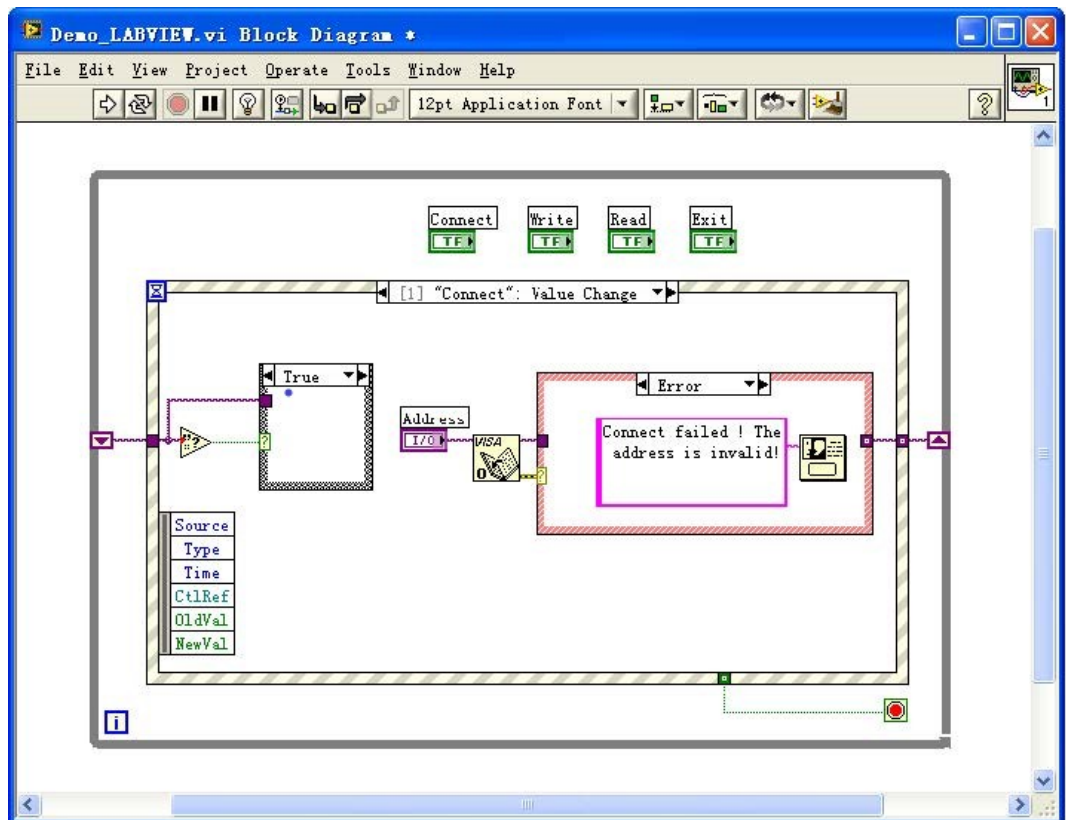 Demo_LABVIEW.vi Block Diagram *
File Edit View Project Operate Tools Window Help
12pt Application Font
1
Connect Write Read Exit
TF TF TF TF
[1] "Connect": Value Change
True
Error
Address
I/O
VISA
Connect failed ! The
address is invalid!
"?
?
?
Source
Type
Time
CtlRef
OldVal
NewVal
i